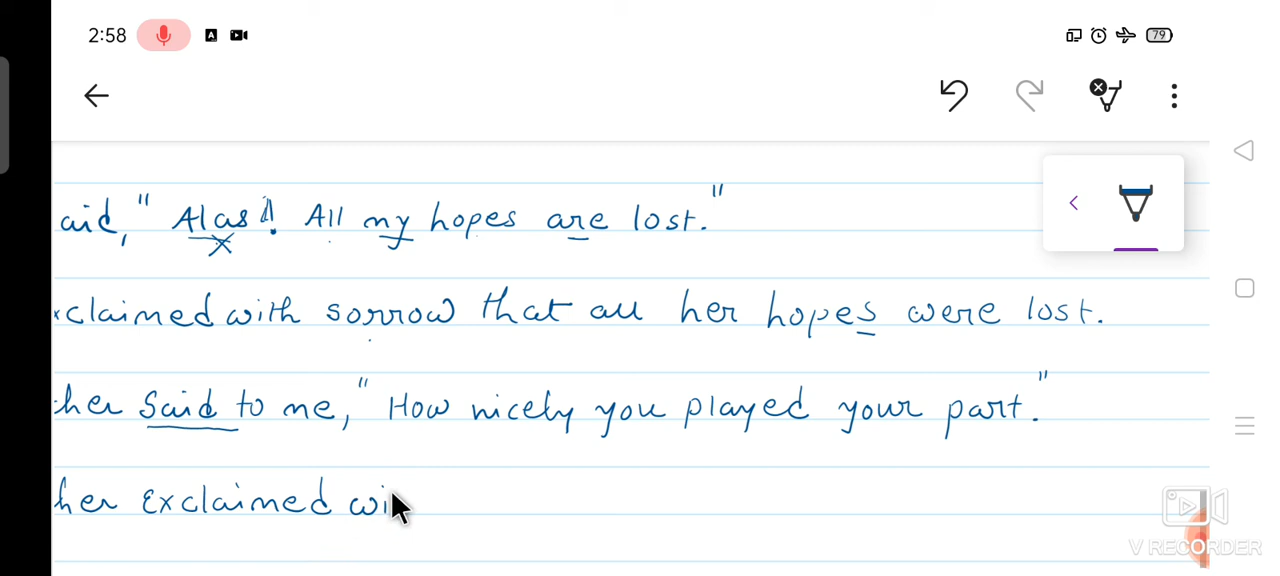 2:58 A 79
aid, " Alas! All my hopes are lost."
xclaimed with sorrow that all her hopes were lost.
her said to me, " How nicely you played your part."
her Exclaimed wi
V RECORDER